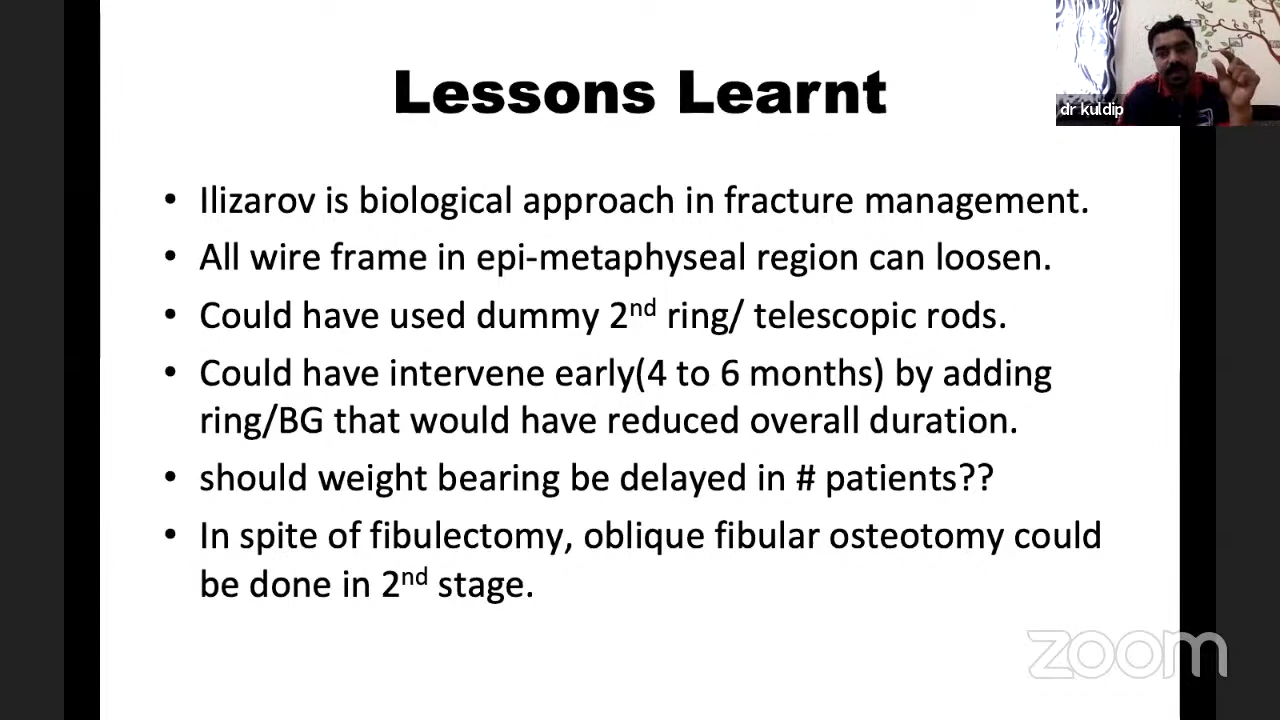 Lessons Learnt
dr kuldip
• Ilizarov is biological approach in fracture management.
• All wire frame in epi-metaphyseal region can loosen.
• Could have used dummy 2nd ring/ telescopic rods.
• Could have intervene early(4 to 6 months) by adding
ring/BG that would have reduced overall duration.
• should weight bearing be delayed in # patients??
• In spite of fibulectomy, oblique fibular osteotomy could
be done in 2nd stage.
zoom